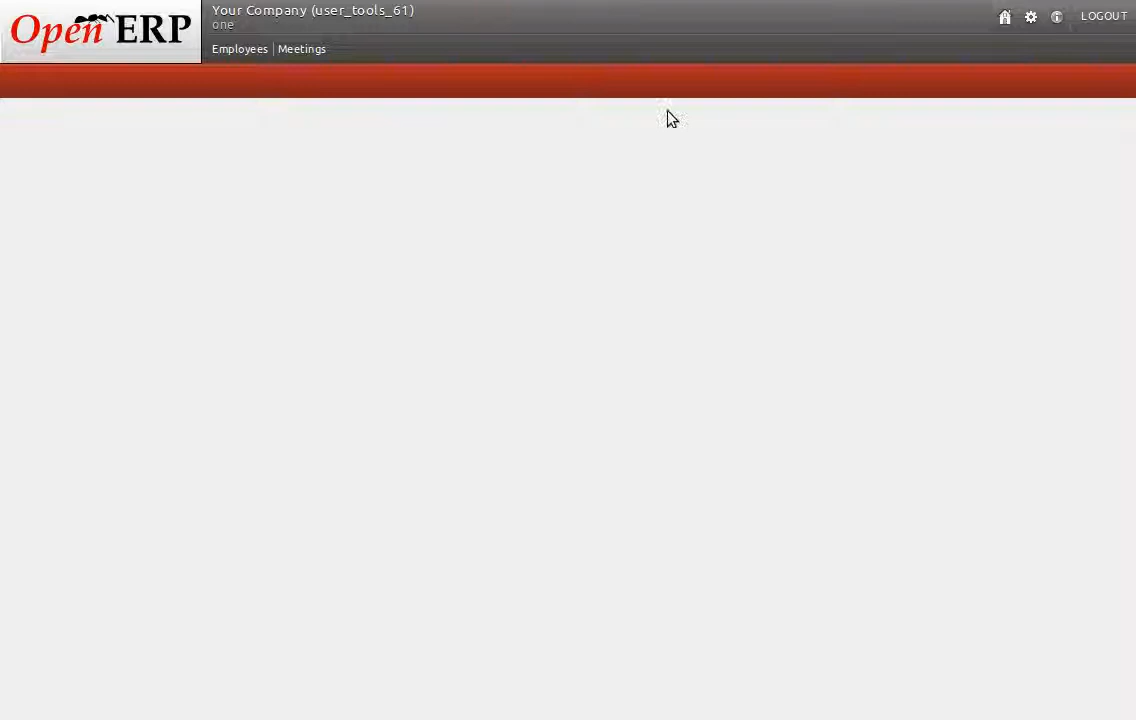 Open ERP
Your Company (user_tools_61)
one
LOGOUT
Employees | Meetings